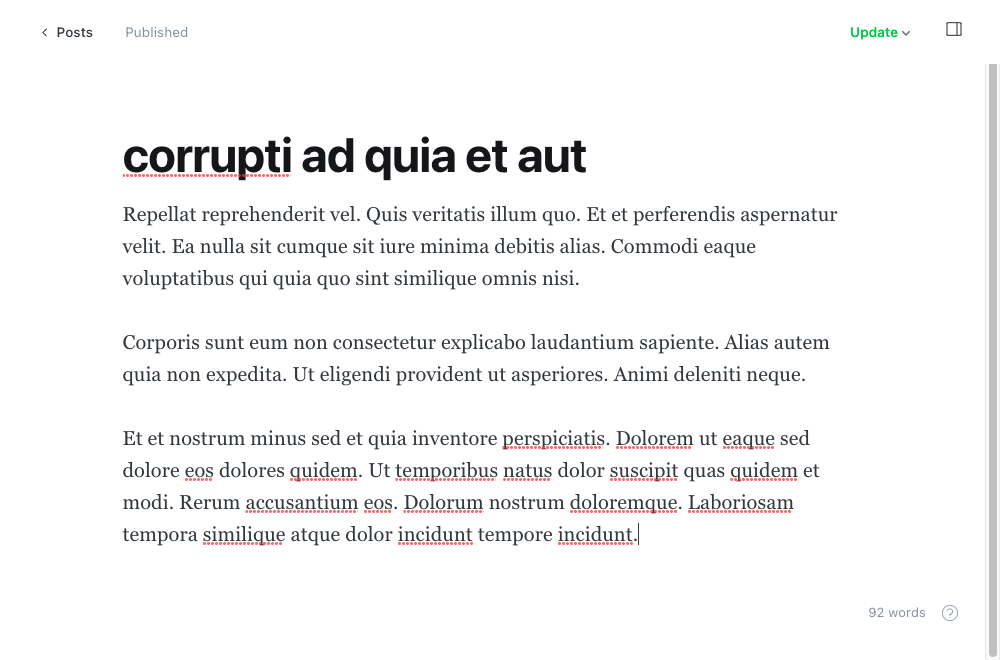 Posts
Published
Update
corrupti ad quia et aut
Repellat reprehenderit vel. Quis veritatis illum quo. Et et perferendis aspernatur
velit. Ea nulla sit cumque sit iure minima debitis alias. Commodi eaque
voluptatibus qui quia quo sint similique omnis nisi.
Corporis sunt eum non consectetur explicabo laudantium sapiente. Alias autem
quia non expedita. Ut eligendi provident ut asperiores. Animi deleniti neque.
Et et nostrum minus sed et quia inventore perspiciatis. Dolorem ut eaque sed
dolore eos dolores quidem. Ut temporibus natus dolor suscipit quas quidem et
modi. Rerum accusantium eos. Dolorum nostrum doloremque. Laboriosam
tempora similique atque dolor incidunt tempore incidunt.
92 words
?